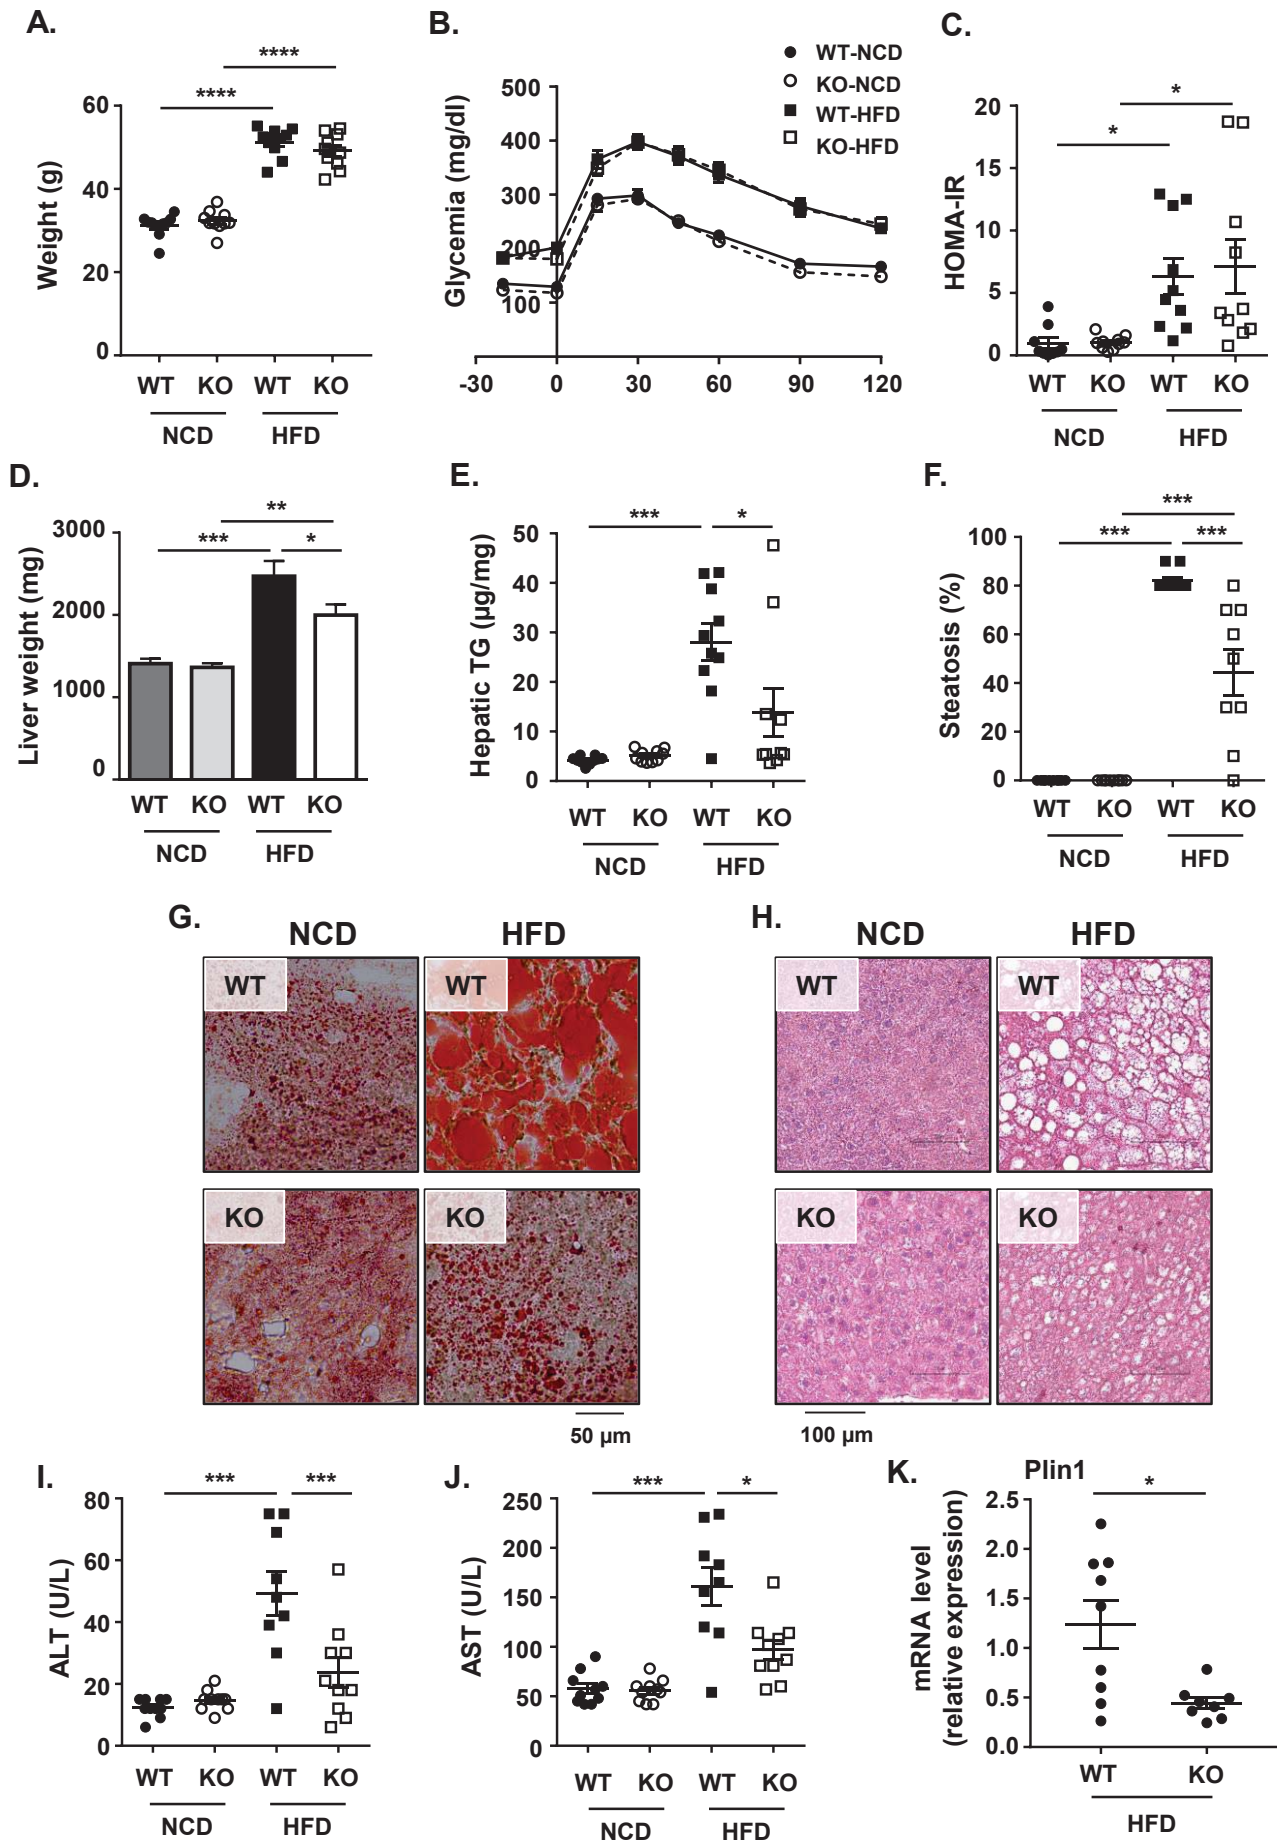 A.
****
****
Weight (g)
60
40
20
0
WT KO WT KO
NCD HFD
B.
WT-NCD
KO-NCD
WT-HFD
KO-HFD
Glycemia (mg/dl)
500
400
300
200
100
-30 0 30 60 90 120
C.
*
*
HOMA-IR
20
15
10
5
0
WT KO WT KO
NCD HFD
D.
**
*** *
Liver weight (mg)
3000
2000
1000
0
WT KO WT KO
NCD HFD
E.
*** *
Hepatic TG (µg/mg)
50
40
30
20
10
0
WT KO WT KO
NCD HFD
F.
***
*** ***
Steatosis (%)
100
80
60
40
20
0
WT KO WT KO
NCD HFD
G.
NCD HFD
WT WT
KO KO
50 µm
H.
NCD HFD
WT WT
KO KO
100 µm
I.
*** ***
ALT (U/L)
80
60
40
20
0
WT KO WT KO
NCD HFD
J.
*** *
AST (U/L)
250
200
150
100
50
0
WT KO WT KO
NCD HFD
K.
Plin1
*
mRNA level
(relative expression)
2.5
2.0
1.5
1.0
0.5
0.0
WT KO
HFD